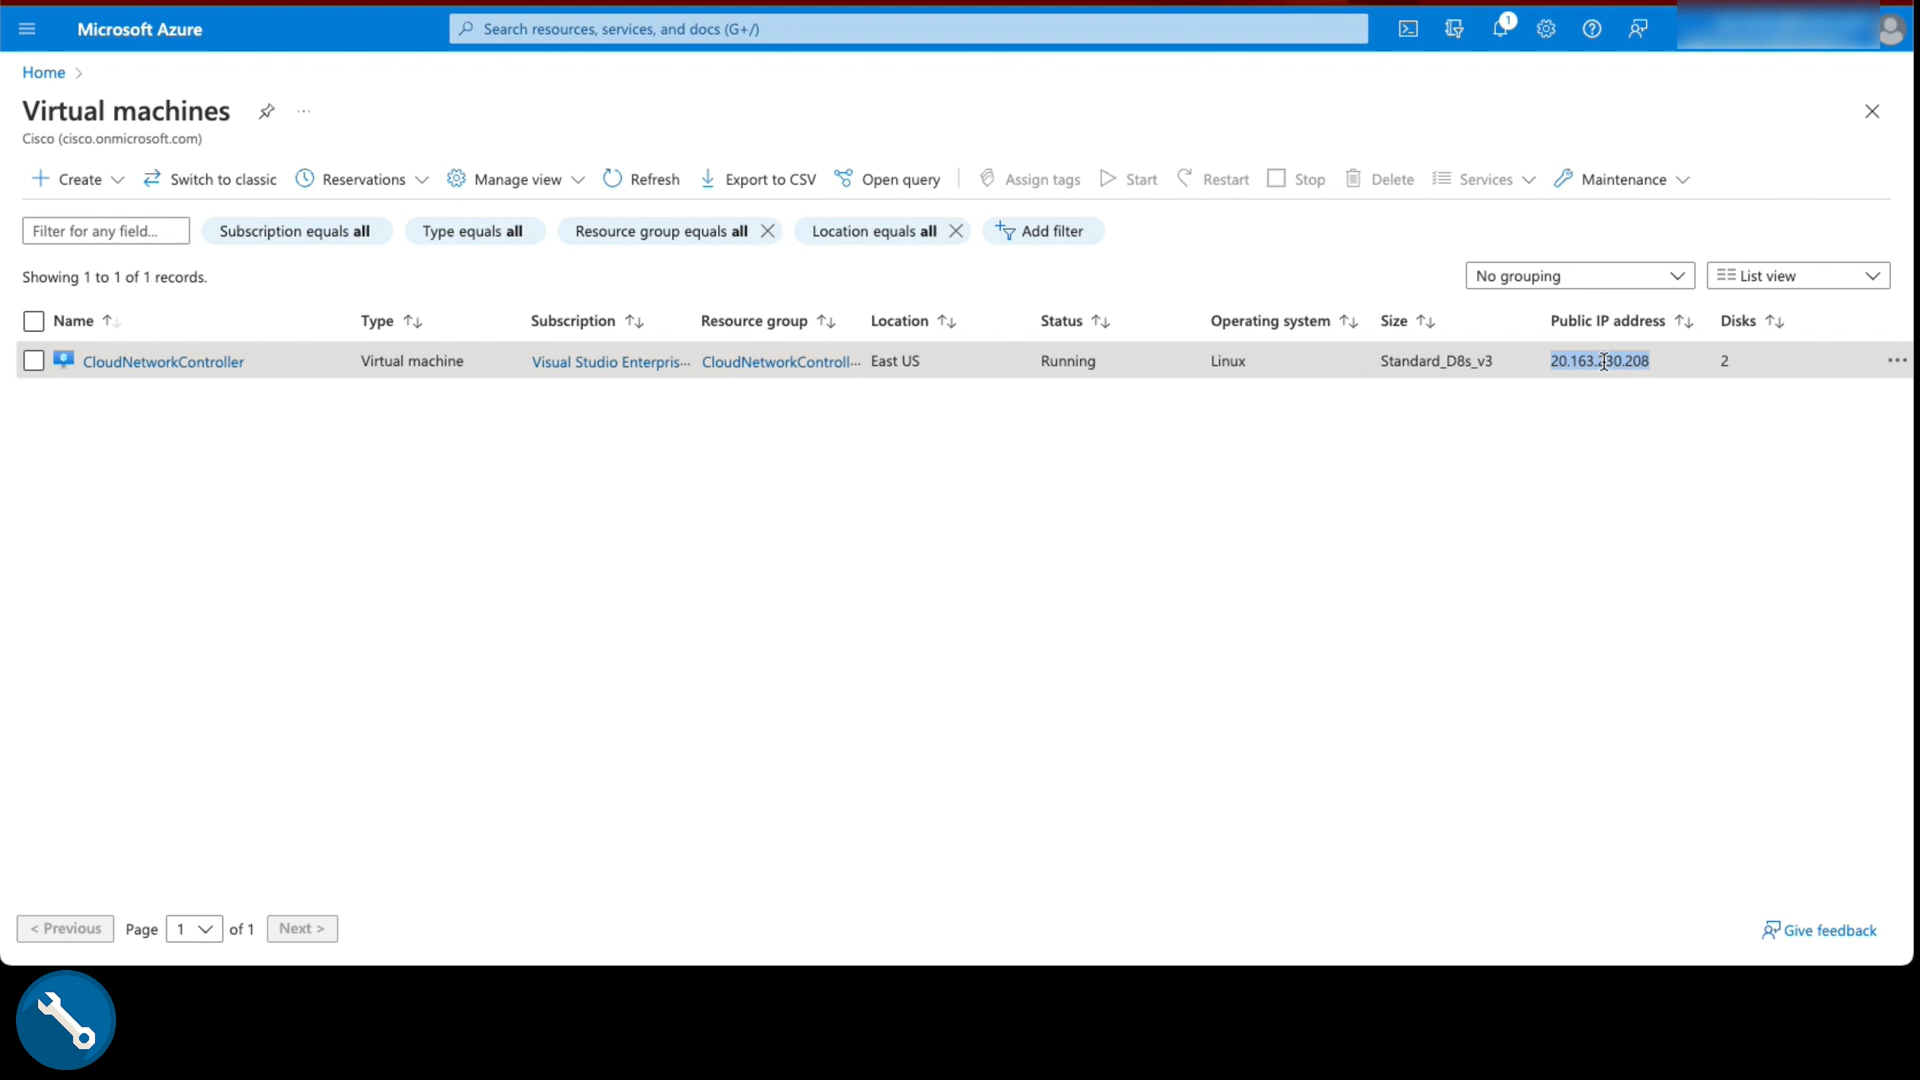 Microsoft Azure
Search resources, services, and docs (G+/)
1
Home
Virtual machines
Cisco (cisco.onmicrosoft.com)
Create Switch to classic Reservations Manage view Refresh Export to CSV Open query Assign tags Start Restart Stop Delete Services Maintenance
Filter for any field... Subscription equals all Type equals all Resource group equals all Location equals all Add filter
Showing 1 to 1 of 1 records. No grouping List view
Name Type Subscription Resource group Location Status Operating system Size Public IP address Disks
CloudNetworkController Virtual machine Visual Studio Enterpris... CloudNetworkControll... East US Running Linux Standard_D8s_v3 20.163.230.208 2
< Previous Page 1 of 1 Next >
Give feedback